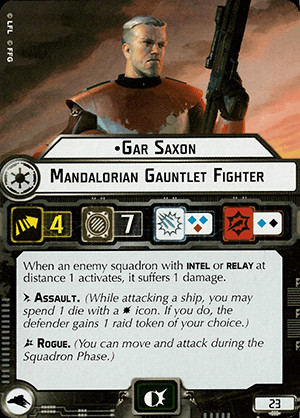 © LFL © FFG
•Gar Saxon
Mandalorian Gauntlet Fighter
4 7
When an enemy squadron with INTEL or RELAY at
distance 1 activates, it suffers 1 damage.
Assault. (While attacking a ship, you may
spend 1 die with a icon. If you do, the
defender gains 1 raid token of your choice.)
Rogue. (You can move and attack during the
Squadron Phase.)
23